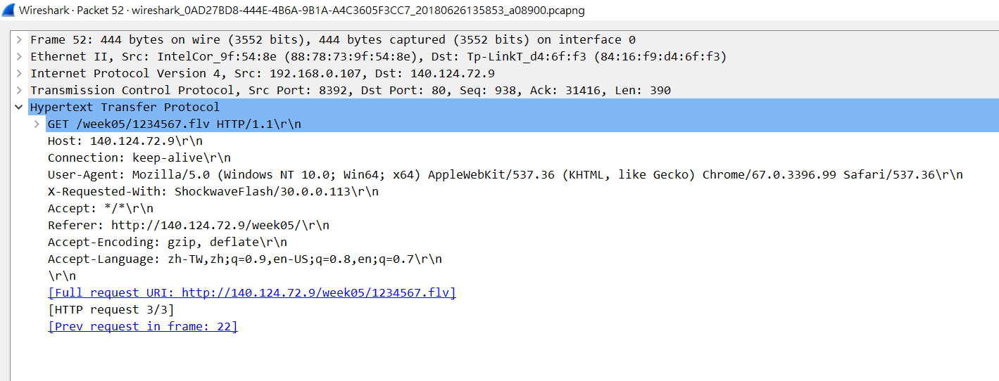 Wireshark · Packet 52 · wireshark_0AD27BD8-444E-4B6A-9B1A-A4C3605F3CC7_20180626135853_a08900.pcapng
Frame 52: 444 bytes on wire (3552 bits), 444 bytes captured (3552 bits) on interface 0
Ethernet II, Src: IntelCor_9f:54:8e (88:78:73:9f:54:8e), Dst: Tp-LinkT_d4:6f:f3 (84:16:f9:d4:6f:f3)
Internet Protocol Version 4, Src: 192.168.0.107, Dst: 140.124.72.9
Transmission Control Protocol, Src Port: 8392, Dst Port: 80, Seq: 938, Ack: 31416, Len: 390
Hypertext Transfer Protocol
GET /week05/1234567.flv HTTP/1.1\r\n
Host: 140.124.72.9\r\n
Connection: keep-alive\r\n
User-Agent: Mozilla/5.0 (Windows NT 10.0; Win64; x64) AppleWebKit/537.36 (KHTML, like Gecko) Chrome/67.0.3396.99 Safari/537.36\r\n
X-Requested-With: ShockwaveFlash/30.0.0.113\r\n
Accept: */*\r\n
Referer: http://140.124.72.9/week05/\r\n
Accept-Encoding: gzip, deflate\r\n
Accept-Language: zh-TW,zh;q=0.9,en-US;q=0.8,en;q=0.7\r\n
\r\n
[Full request URI: http://140.124.72.9/week05/1234567.flv]
[HTTP request 3/3]
[Prev request in frame: 22]